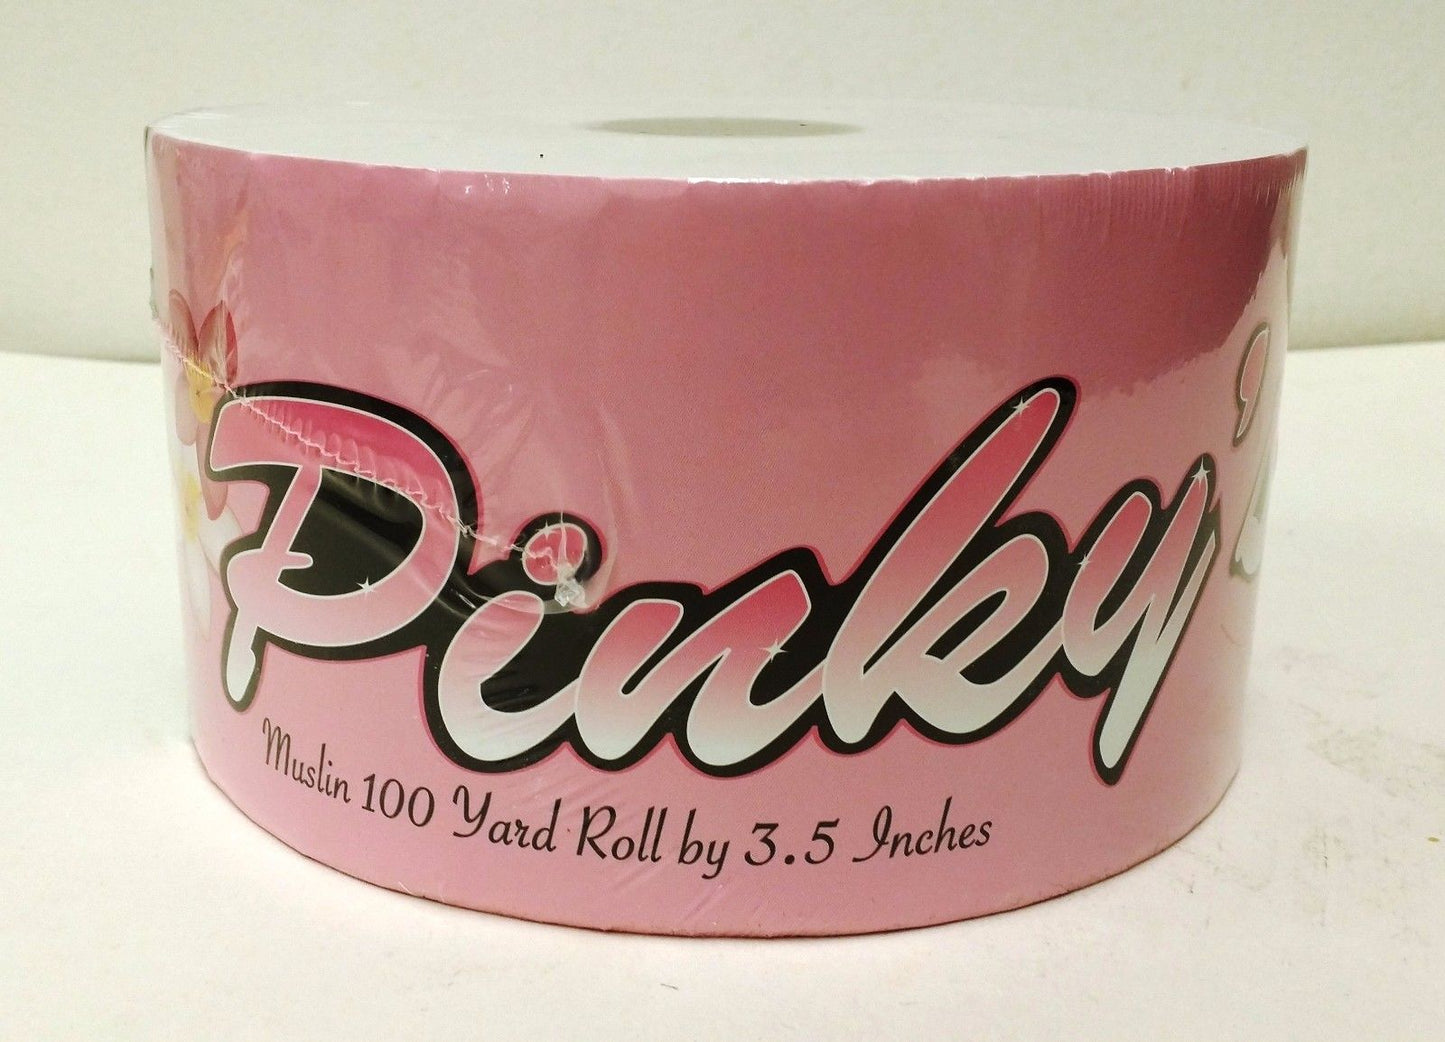 Pinky'
Muslin 100 Yard Roll by 3.5 Inches